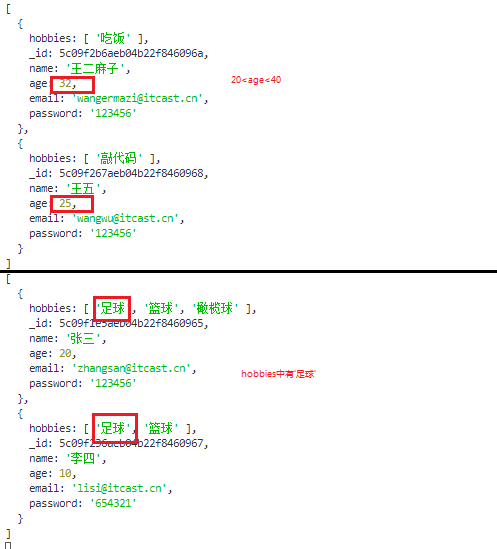 [
{
hobbies: [ '吃饭' ],
_id: 5c09f2b6aeb04b22f846096a,
name: '王二麻子',
age: 32,
20<age<40
email: 'wangermazi@itcast.cn',
password: '123456'
},
{
hobbies: [ '敲代码' ],
_id: 5c09f267aeb04b22f8460968,
name: '王五',
age: 25,
email: 'wangwu@itcast.cn',
password: '123456'
}
]
[
{
hobbies: [ '足球', '篮球', '橄榄球' ],
_id: 5c09f1e5aeb04b22f8460965,
name: '张三',
age: 20,
email: 'zhangsan@itcast.cn',
hobbies中有'足球'
password: '123456'
},
{
hobbies: [ '足球', '篮球' ],
_id: 5c09f236aeb04b22f8460967,
name: '李四',
age: 10,
email: 'lisi@itcast.cn',
password: '654321'
}
]